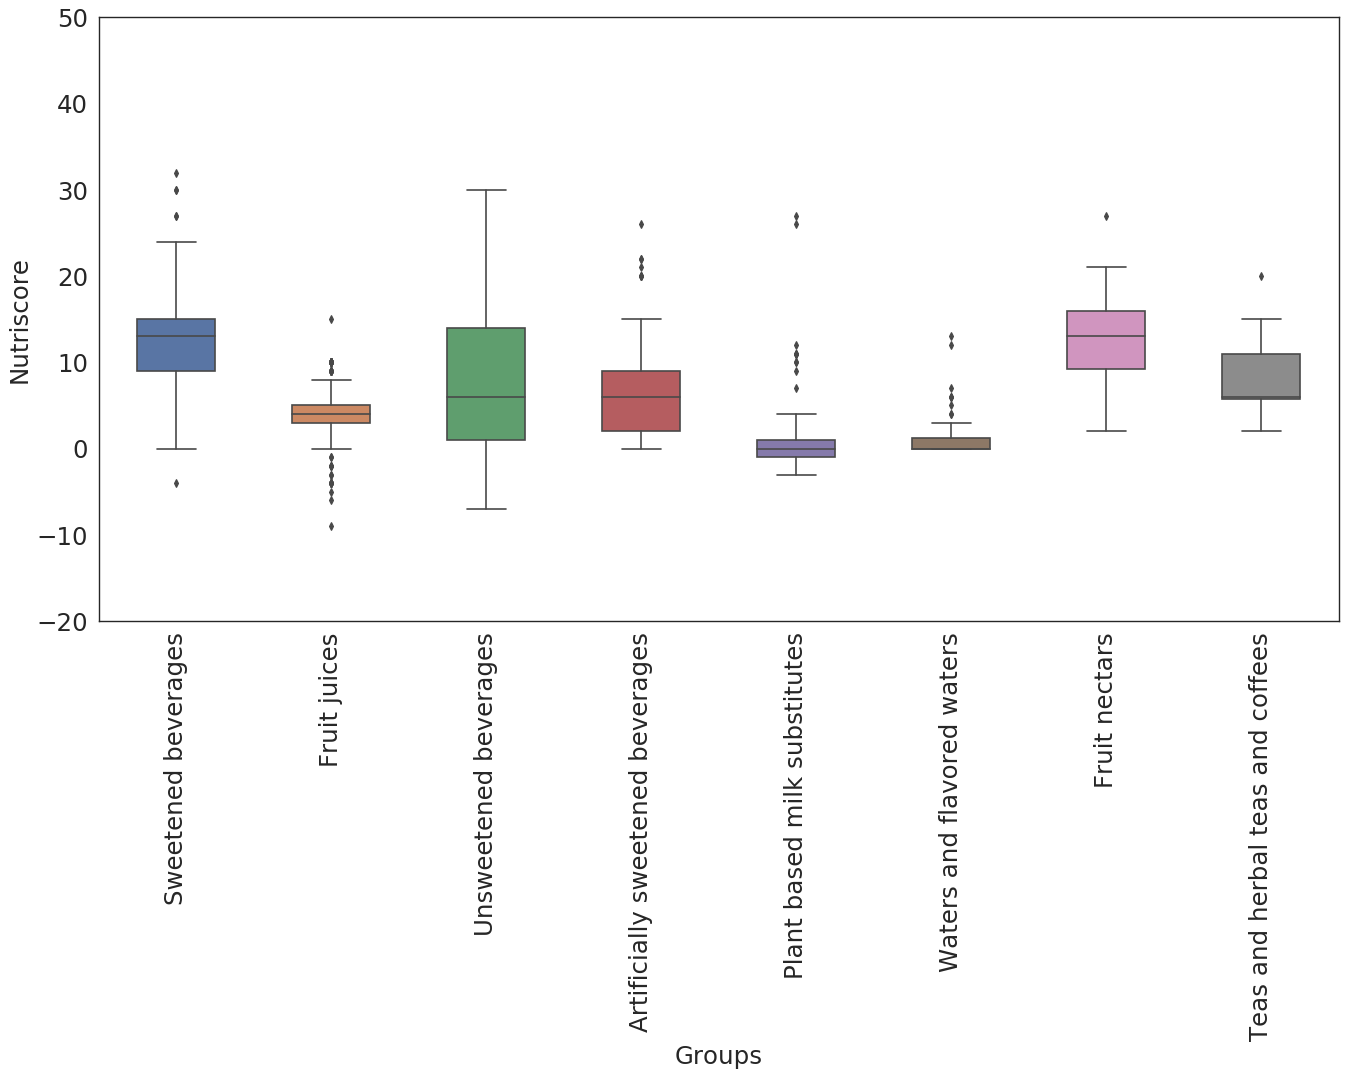 50
40
30
20
10
0
−10
−20
Nutriscore
Sweetened beverages
Fruit juices
Unsweetened beverages
Artificially sweetened beverages
Plant based milk substitutes
Waters and flavored waters
Fruit nectars
Teas and herbal teas and coffees
Groups